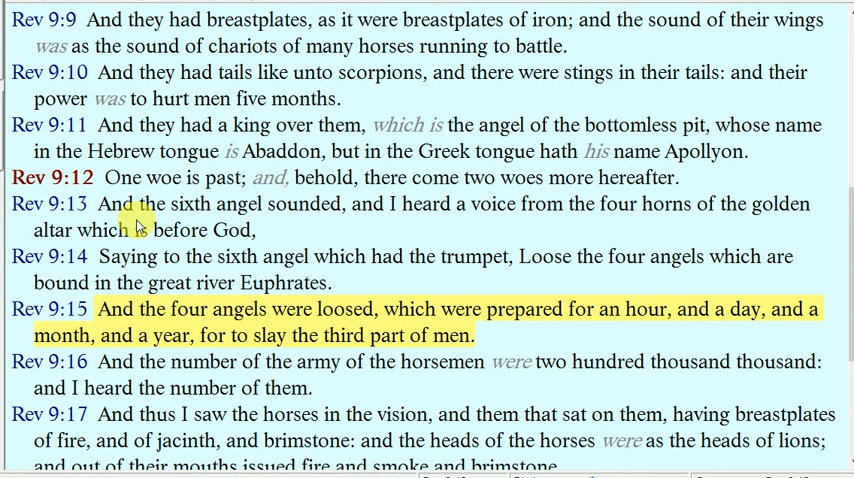 Rev 9:9 And they had breastplates, as it were breastplates of iron; and the sound of their wings
was as the sound of chariots of many horses running to battle.
Rev 9:10 And they had tails like unto scorpions, and there were stings in their tails: and their
power was to hurt men five months.
Rev 9:11 And they had a king over them, which is the angel of the bottomless pit, whose name
in the Hebrew tongue is Abaddon, but in the Greek tongue hath his name Apollyon.
Rev 9:12 One woe is past; and, behold, there come two woes more hereafter.
Rev 9:13 And the sixth angel sounded, and I heard a voice from the four horns of the golden
altar which is before God,
Rev 9:14 Saying to the sixth angel which had the trumpet, Loose the four angels which are
bound in the great river Euphrates.
Rev 9:15 And the four angels were loosed, which were prepared for an hour, and a day, and a
month, and a year, for to slay the third part of men.
Rev 9:16 And the number of the army of the horsemen were two hundred thousand thousand:
and I heard the number of them.
Rev 9:17 And thus I saw the horses in the vision, and them that sat on them, having breastplates
of fire, and of jacinth, and brimstone: and the heads of the horses were as the heads of lions;
and out of their mouths issued fire and smoke and brimstone